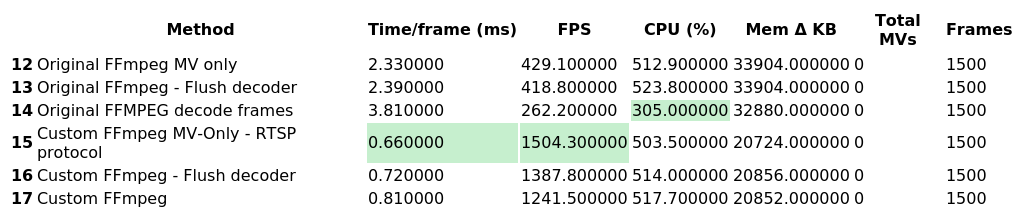 Method Time/frame (ms) FPS CPU (%) Mem Δ KB Total MVs Frames
12 Original FFmpeg MV only 2.330000 429.100000 512.900000 33904.000000 0 1500
13 Original FFmpeg - Flush decoder 2.390000 418.800000 523.800000 33904.000000 0 1500
14 Original FFMPEG decode frames 3.810000 262.200000 305.000000 32880.000000 0 1500
15 Custom FFmpeg MV-Only - RTSP protocol 0.660000 1504.300000 503.500000 20724.000000 0 1500
16 Custom FFmpeg - Flush decoder 0.720000 1387.800000 514.000000 20856.000000 0 1500
17 Custom FFmpeg 0.810000 1241.500000 517.700000 20852.000000 0 1500